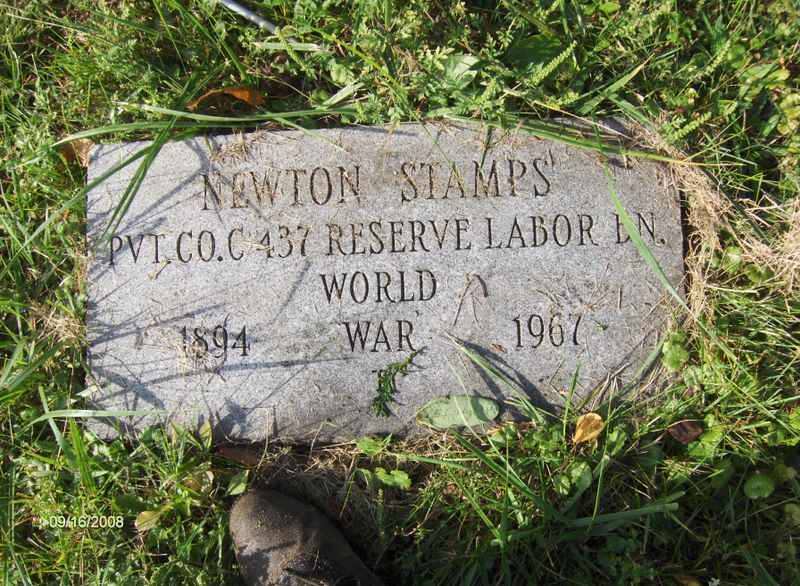 NEWTON STAMPS
PVT. CO. C 437 RESERVE LABOR BN.
WORLD
1894 WAR 1967
09/16/2008